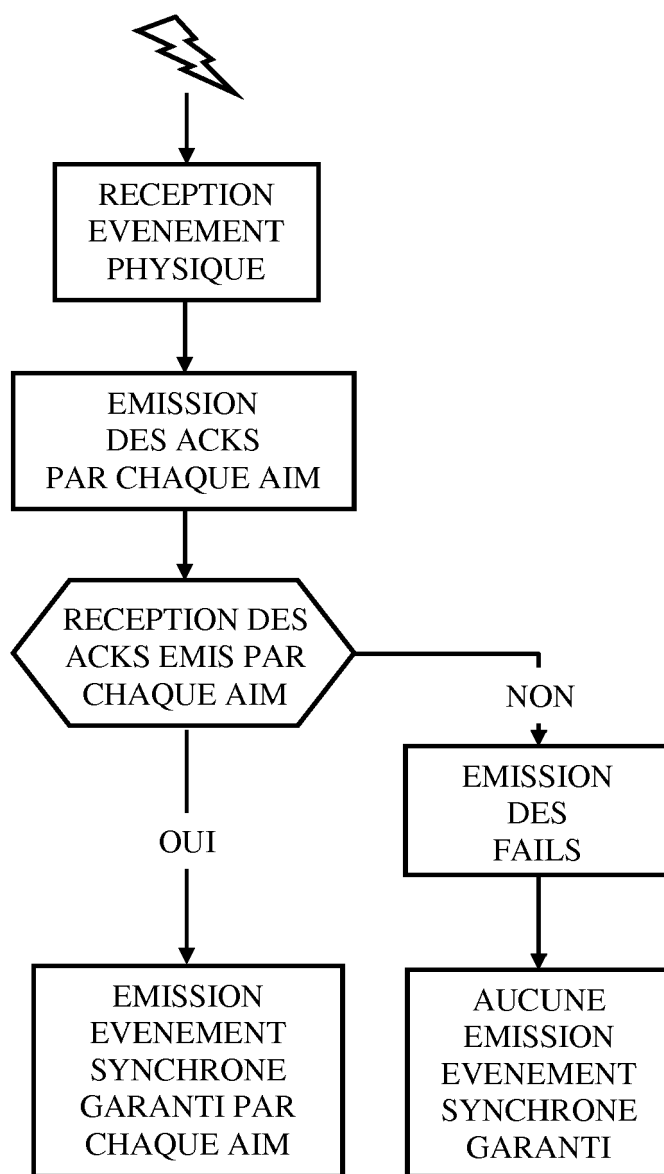 RECEPTION
EVENEMENT
PHYSIQUE
EMISSION
DES ACKS
PAR CHAQUE AIM
RECEPTION DES
ACKS EMIS PAR
CHAQUE AIM
NON
EMISSION
DES
FAILS
OUI
EMISSION
EVENEMENT
SYNCHRONE
GARANTI PAR
CHAQUE AIM
AUCUNE
EMISSION
EVENEMENT
SYNCHRONE
GARANTI